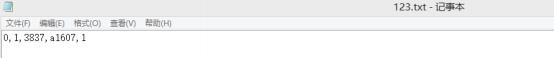 123.txt - 记事本
文件(F) 编辑(E) 格式(O) 查看(V) 帮助(H)
0,1,3837,a1607,1